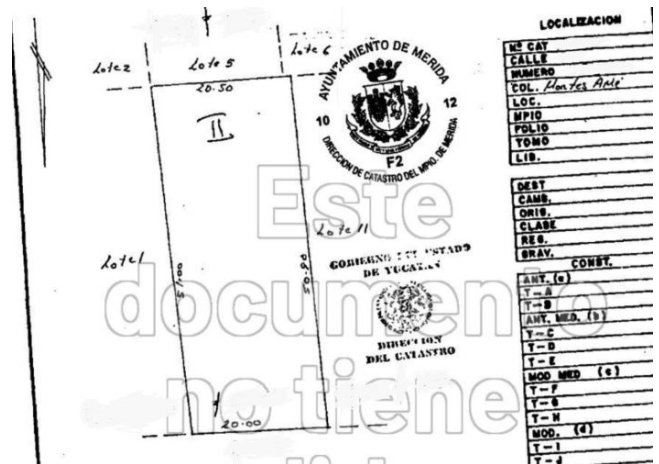 Lote 2
Lote 5
Lote 6
20.50
II
Lote 1
Lote 11
51.00
50.90
20.00
AYUNTAMIENTO DE MERIDA
10
12
F2
DIRECCION DE CATASTRO DEL MPIO. DE MERIDA
GOBIERNO DEL ESTADO
DE YUCATAN
DIRECCION
DEL CATASTRO
Este
documento
no tiene
LOCALIZACION
Nº CAT
CALLE
NUMERO
COL. Montes Ame
LOC.
MPIO
FOLIO
TOMO
LIB.
DEST
CAMB.
ORIG.
CLASE
REG.
GRAV.
CONST.
ANT. (a)
T-A
T-B
ANT. MED. (b)
T-C
T-D
T-E
MOD MED (c)
T-F
T-G
T-H
MOD. (d)
T-I
T-J